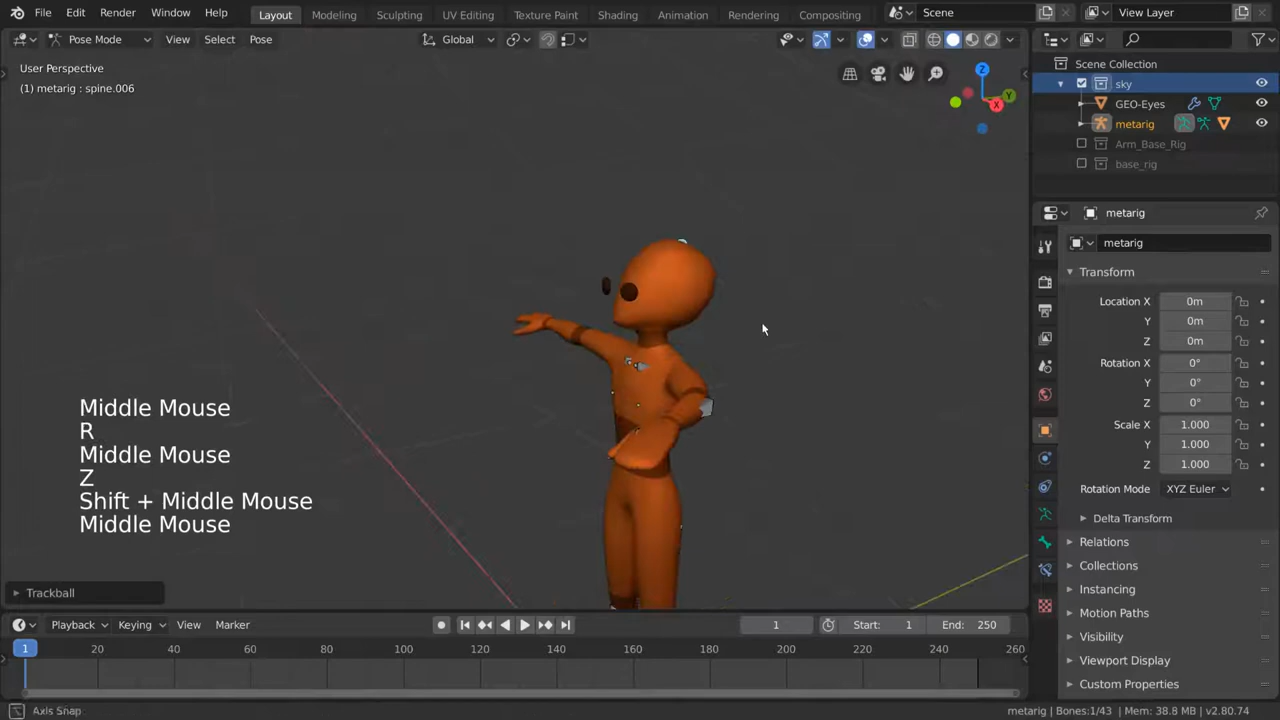 File Edit Render Window Help Layout Modeling Sculpting UV Editing Texture Paint Shading Animation Rendering Compositing Scene View Layer
Pose Mode View Select Pose Global
User Perspective
(1) metarig : spine.006
Z
Y
X
Scene Collection
sky
GEO-Eyes
metarig
Arm_Base_Rig
base_rig
metarig
metarig
Transform
Location X 0m
Y 0m
Z 0m
Rotation X 0°
Y 0°
Z 0°
Scale X 1.000
Y 1.000
Z 1.000
Rotation Mode XYZ Euler
Delta Transform
Relations
Collections
Instancing
Motion Paths
Visibility
Viewport Display
Custom Properties
Middle Mouse
R
Middle Mouse
Z
Shift + Middle Mouse
Middle Mouse
Trackball
Playback Keying View Marker 1 Start: 1 End: 250
1 20 40 60 80 100 120 140 160 180 200 220 240 260
Axis Snap
metarig | Bones:1/43 | Mem: 38.8 MB | v2.80.74